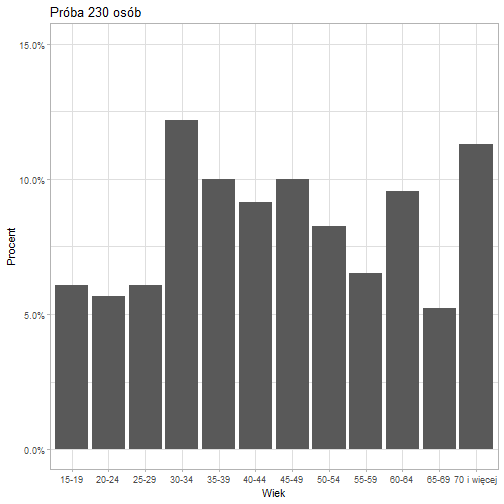 Próba 230 osób
15.0%
10.0%
5.0%
0.0%
Procent
15-19 20-24 25-29 30-34 35-39 40-44 45-49 50-54 55-59 60-64 65-69 70 i więcej
Wiek